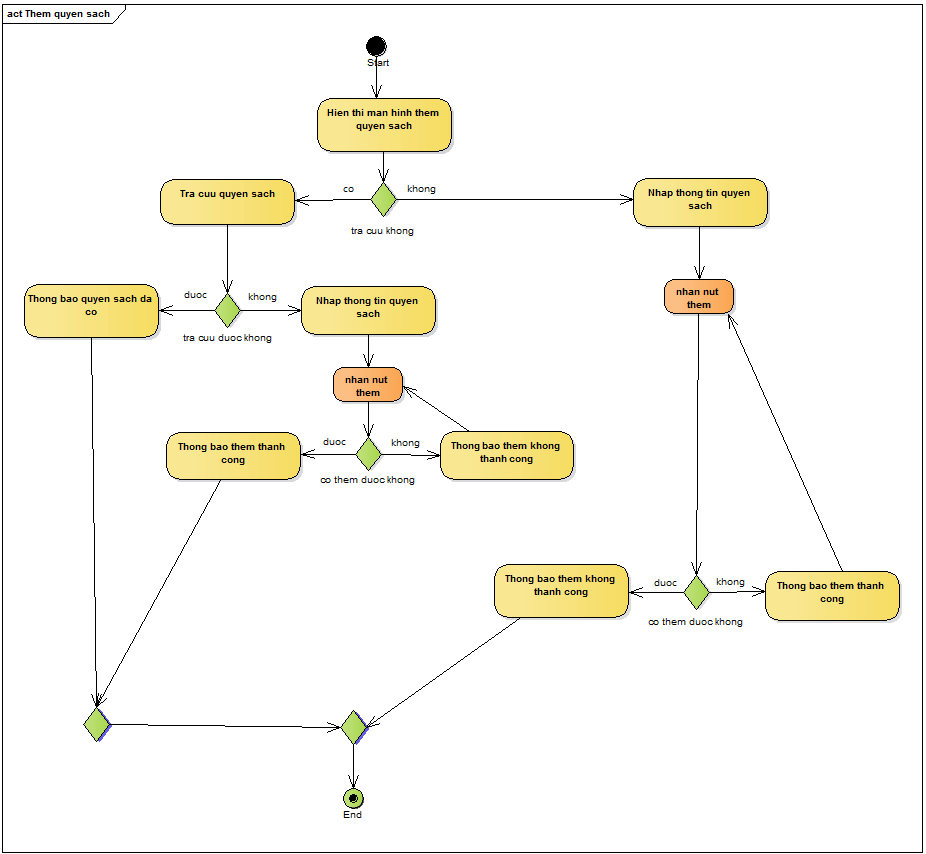 act Them quyen sach
Start
Hien thi man hinh them
quyen sach
co
khong
tra cuu khong
Tra cuu quyen sach
Nhap thong tin quyen
sach
duoc
khong
tra cuu duoc khong
Thong bao quyen sach da
co
Nhap thong tin quyen
sach
nhan nut
them
nhan nut
them
duoc
khong
co them duoc khong
Thong bao them thanh
cong
Thong bao them khong
thanh cong
Thong bao them khong
thanh cong
duoc
khong
co them duoc khong
Thong bao them thanh
cong
End